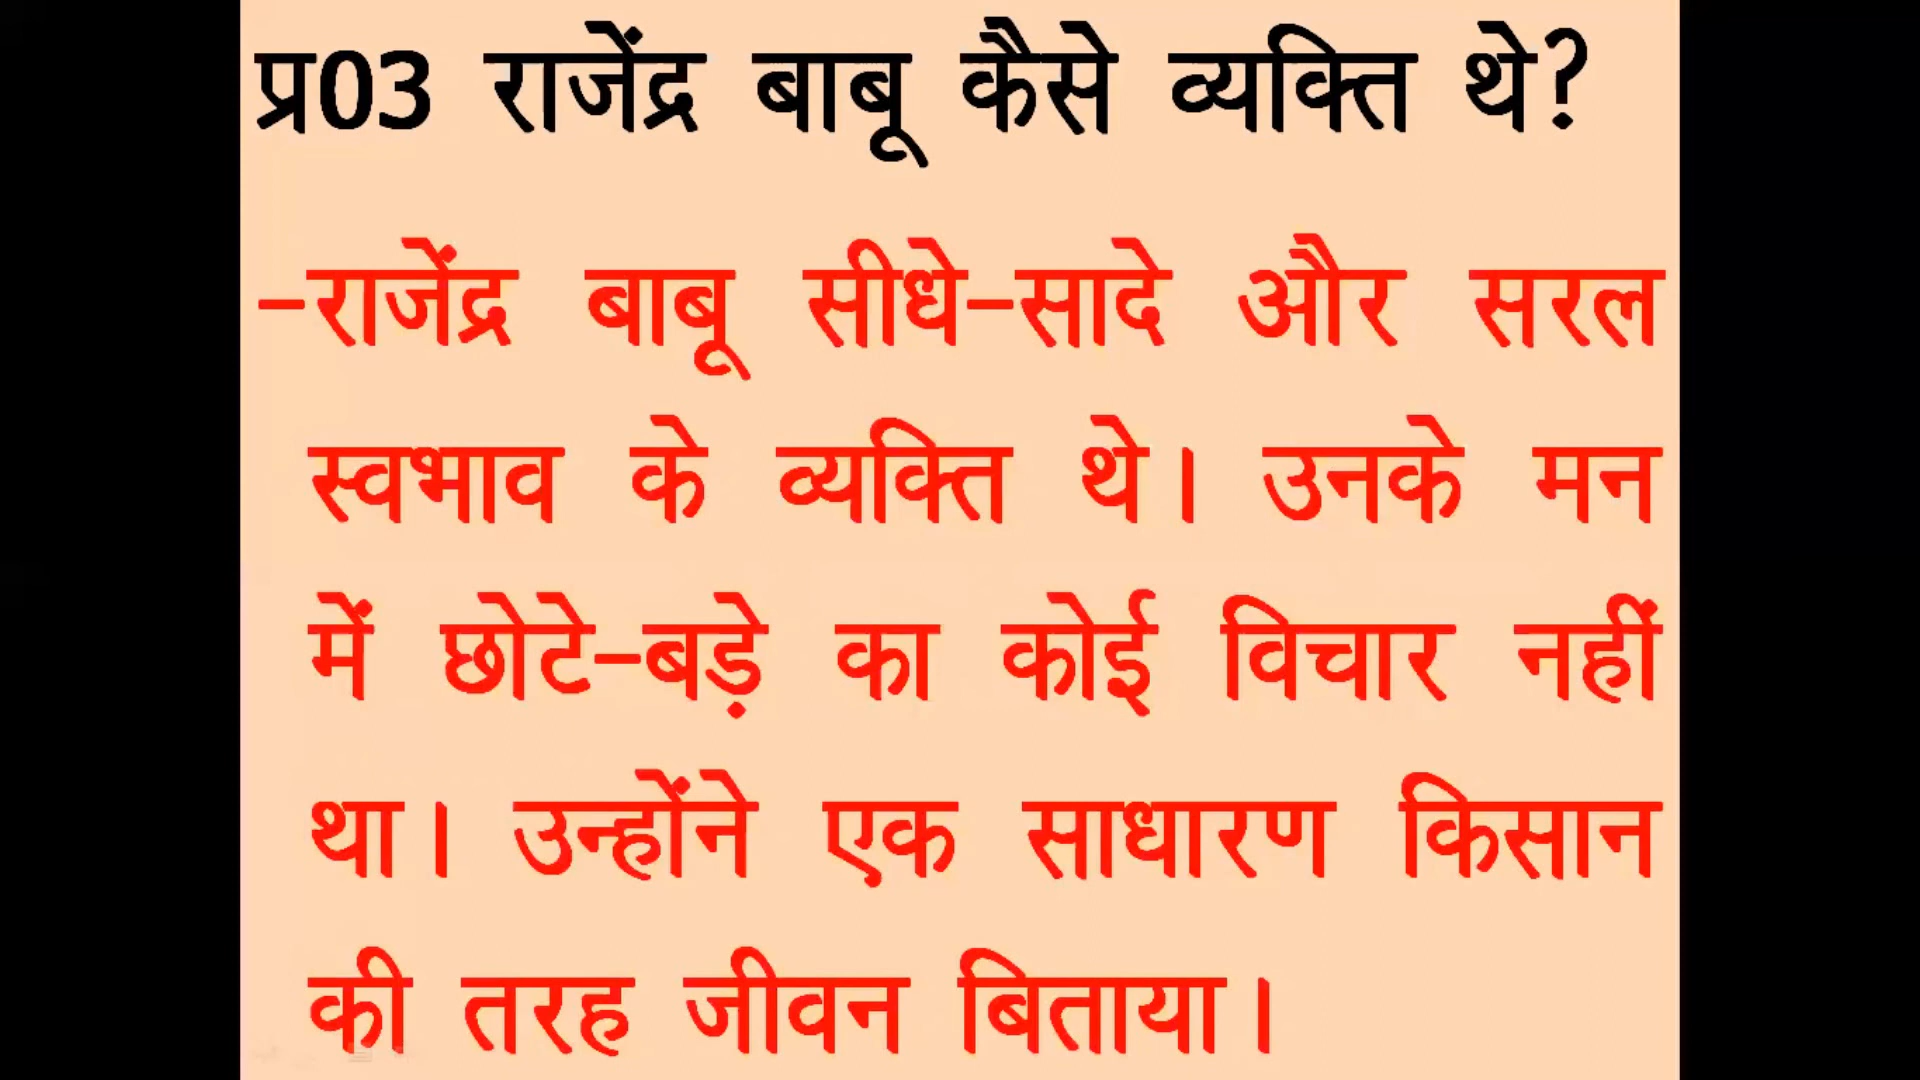 प्र03 राजेंद्र बाबू कैसे व्यक्ति थे?
-राजेंद्र बाबू सीधे-सादे और सरल
स्वभाव के व्यक्ति थे। उनके मन
में छोटे-बड़े का कोई विचार नहीं
था। उन्होंने एक साधारण किसान
की तरह जीवन बिताया।